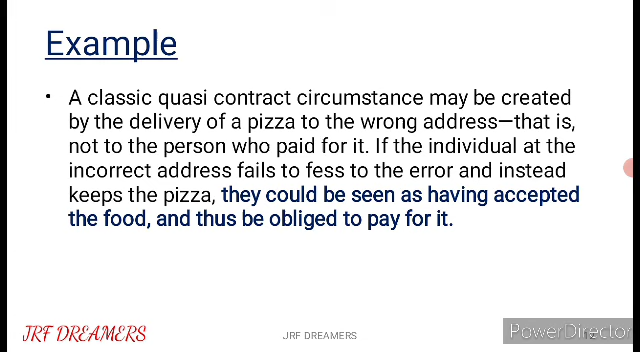 Example
• A classic quasi contract circumstance may be created
by the delivery of a pizza to the wrong address—that is,
not to the person who paid for it. If the individual at the
incorrect address fails to fess to the error and instead
keeps the pizza, they could be seen as having accepted
the food, and thus be obliged to pay for it.
JRF DREAMERS
JRF DREAMERS
PowerDirector